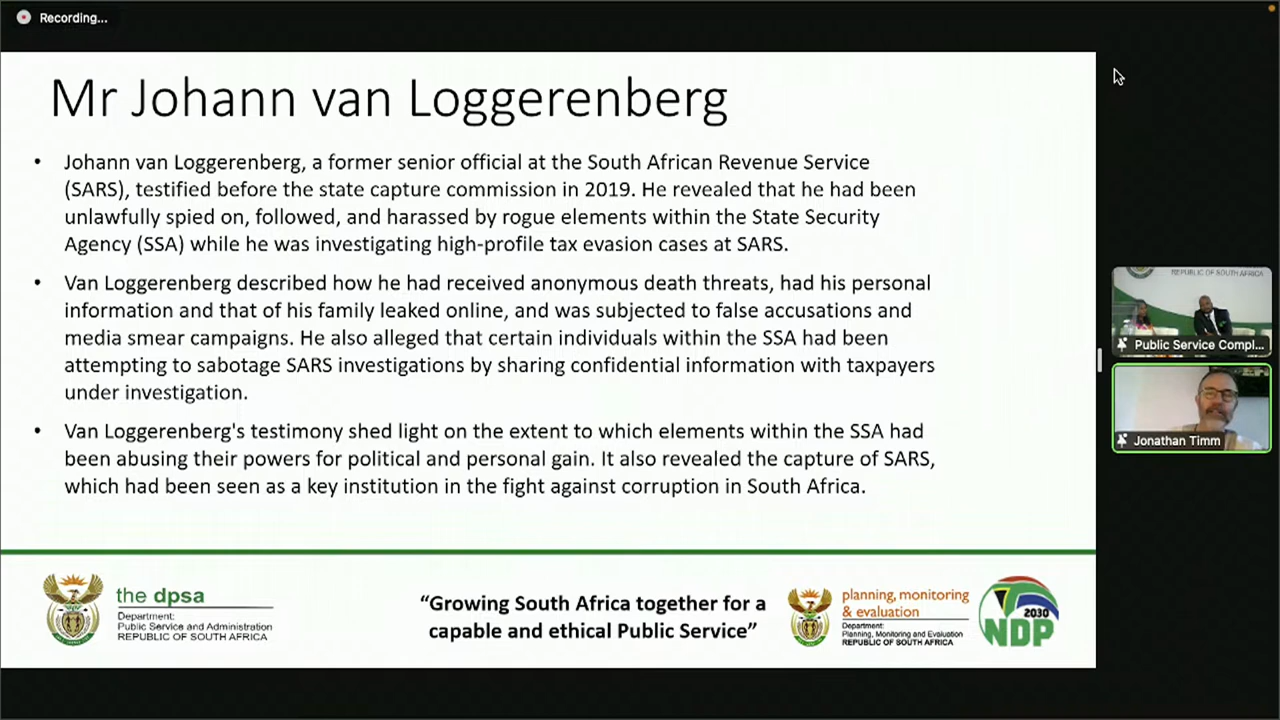 Recording...
Mr Johann van Loggerenberg
• Johann van Loggerenberg, a former senior official at the South African Revenue Service
(SARS), testified before the state capture commission in 2019. He revealed that he had been
unlawfully spied on, followed, and harassed by rogue elements within the State Security
Agency (SSA) while he was investigating high-profile tax evasion cases at SARS.
• Van Loggerenberg described how he had received anonymous death threats, had his personal
information and that of his family leaked online, and was subjected to false accusations and
media smear campaigns. He also alleged that certain individuals within the SSA had been
attempting to sabotage SARS investigations by sharing confidential information with taxpayers
under investigation.
• Van Loggerenberg's testimony shed light on the extent to which elements within the SSA had
been abusing their powers for political and personal gain. It also revealed the capture of SARS,
which had been seen as a key institution in the fight against corruption in South Africa.
REPUBLIC OF SOUTH AFRICA
Public Service Compl...
Jonathan Timm
the dpsa
Department:
Public Service and Administration
REPUBLIC OF SOUTH AFRICA
“Growing South Africa together for a
capable and ethical Public Service”
planning, monitoring
& evaluation
Department:
Planning, Monitoring and Evaluation
REPUBLIC OF SOUTH AFRICA
2030
NDP